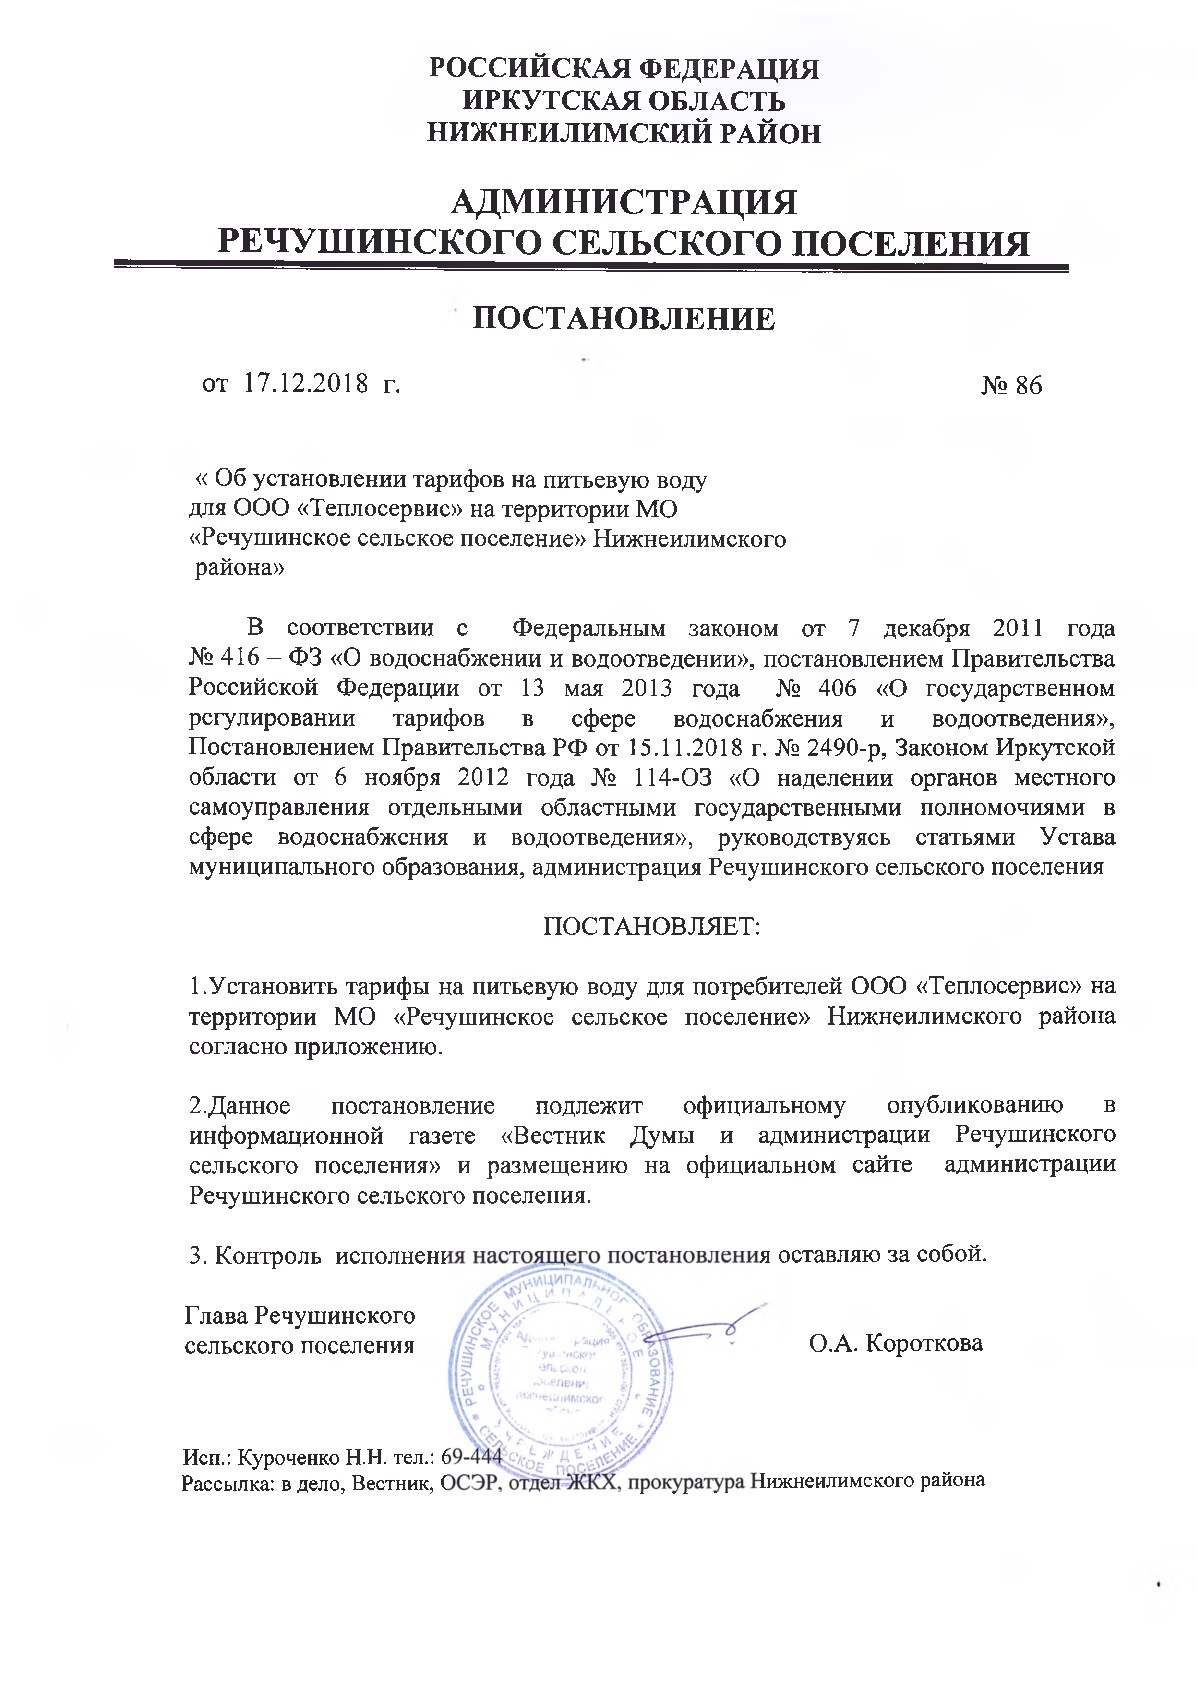 РОССИЙСКАЯ ФЕДЕРАЦИЯ
ИРКУТСКАЯ ОБЛАСТЬ
НИЖНЕИЛИМСКИЙ РАЙОН
АДМИНИСТРАЦИЯ
РЕЧУШИНСКОГО СЕЛЬСКОГО ПОСЕЛЕНИЯ
ПОСТАНОВЛЕНИЕ
от 17.12.2018 г. № 86
« Об установлении тарифов на питьевую воду
для ООО «Теплосервис» на территории МО
«Речушинское сельское поселение» Нижнеилимского
района»
В соответствии с Федеральным законом от 7 декабря 2011 года
№ 416 – ФЗ «О водоснабжении и водоотведении», постановлением Правительства
Российской Федерации от 13 мая 2013 года № 406 «О государственном
регулировании тарифов в сфере водоснабжения и водоотведения»,
Постановлением Правительства РФ от 15.11.2018 г. № 2490-р, Законом Иркутской
области от 6 ноября 2012 года № 114-ОЗ «О наделении органов местного
самоуправления отдельными областными государственными полномочиями в
сфере водоснабжения и водоотведения», руководствуясь статьями Устава
муниципального образования, администрация Речушинского сельского поселения
ПОСТАНОВЛЯЕТ:
1.Установить тарифы на питьевую воду для потребителей ООО «Теплосервис» на
территории МО «Речушинское сельское поселение» Нижнеилимского района
согласно приложению.
2.Данное постановление подлежит официальному опубликованию в
информационной газете «Вестник Думы и администрации Речушинского
сельского поселения» и размещению на официальном сайте администрации
Речушинского сельского поселения.
3. Контроль исполнения настоящего постановления оставляю за собой.
Глава Речушинского
сельского поселения О.А. Короткова
РЕЧУШИНСКОЕ МУНИЦИПАЛЬНОЕ ОБРАЗОВАНИЕ
СЕЛЬСКОЕ ПОСЕЛЕНИЕ
МУНИЦИПАЛЬНОЕ
УЧРЕЖДЕНИЕ
Исп.: Куроченко Н.Н. тел.: 69-444
Рассылка: в дело, Вестник, ОСЭР, отдел ЖКХ, прокуратура Нижнеилимского района